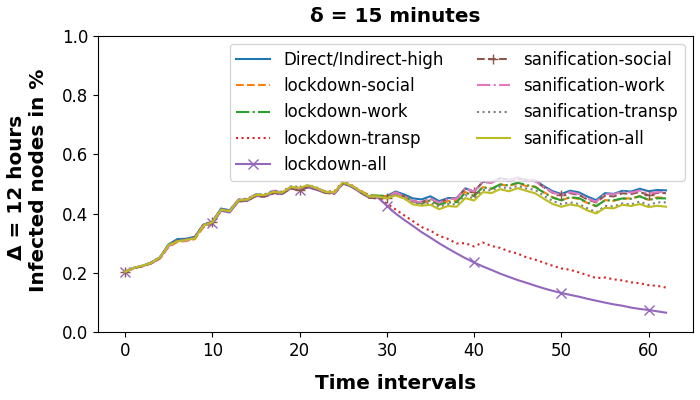 δ = 15 minutes
Δ = 12 hours
Infected nodes in %
1.0
0.8
0.6
0.4
0.2
0.0
Direct/Indirect-high
lockdown-social
lockdown-work
lockdown-transp
lockdown-all
sanification-social
sanification-work
sanification-transp
sanification-all
0 10 20 30 40 50 60
Time intervals